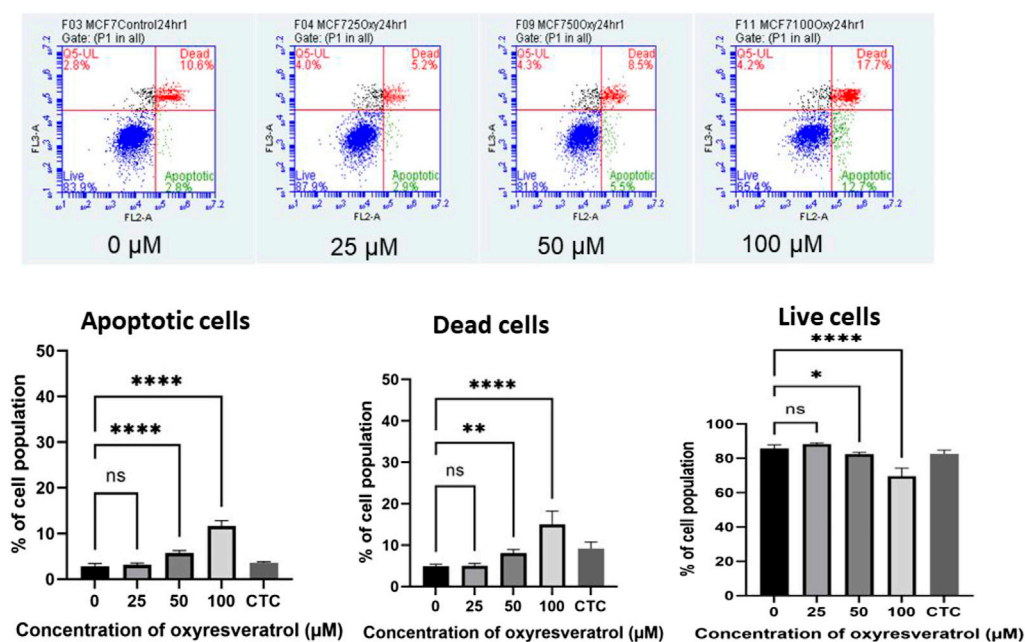 F03 MCF7Control24hr1
Gate: (P1 in all)
Q5-UL
2.8%
Dead
10.6%
Live
83.9%
Apoptotic
2.8%
FL3-A
FL2-A
0 μM
F04 MCF725Oxy24hr1
Gate: (P1 in all)
Q5-UL
4.0%
Dead
5.2%
Live
87.9%
Apoptotic
2.9%
FL3-A
FL2-A
25 μM
F09 MCF750Oxy24hr1
Gate: (P1 in all)
Q5-UL
4.3%
Dead
8.5%
Live
81.8%
Apoptotic
5.5%
FL3-A
FL2-A
50 μM
F11 MCF7100Oxy24hr1
Gate: (P1 in all)
Q5-UL
4.2%
Dead
17.7%
Live
65.4%
Apoptotic
12.7%
FL3-A
FL2-A
100 μM
Apoptotic cells
% of cell population
50
40
30
20
10
0
****
****
ns
0 25 50 100 CTC
Concentration of oxyresveratrol (μM)
Dead cells
% of cell population
50
40
30
20
10
0
****
**
ns
0 25 50 100 CTC
Concentration of oxyresveratrol (μM)
Live cells
****
*
ns
% of cell population
100
80
60
40
20
0
0 25 50 100 CTC
Concentration of oxyresveratrol (μM)